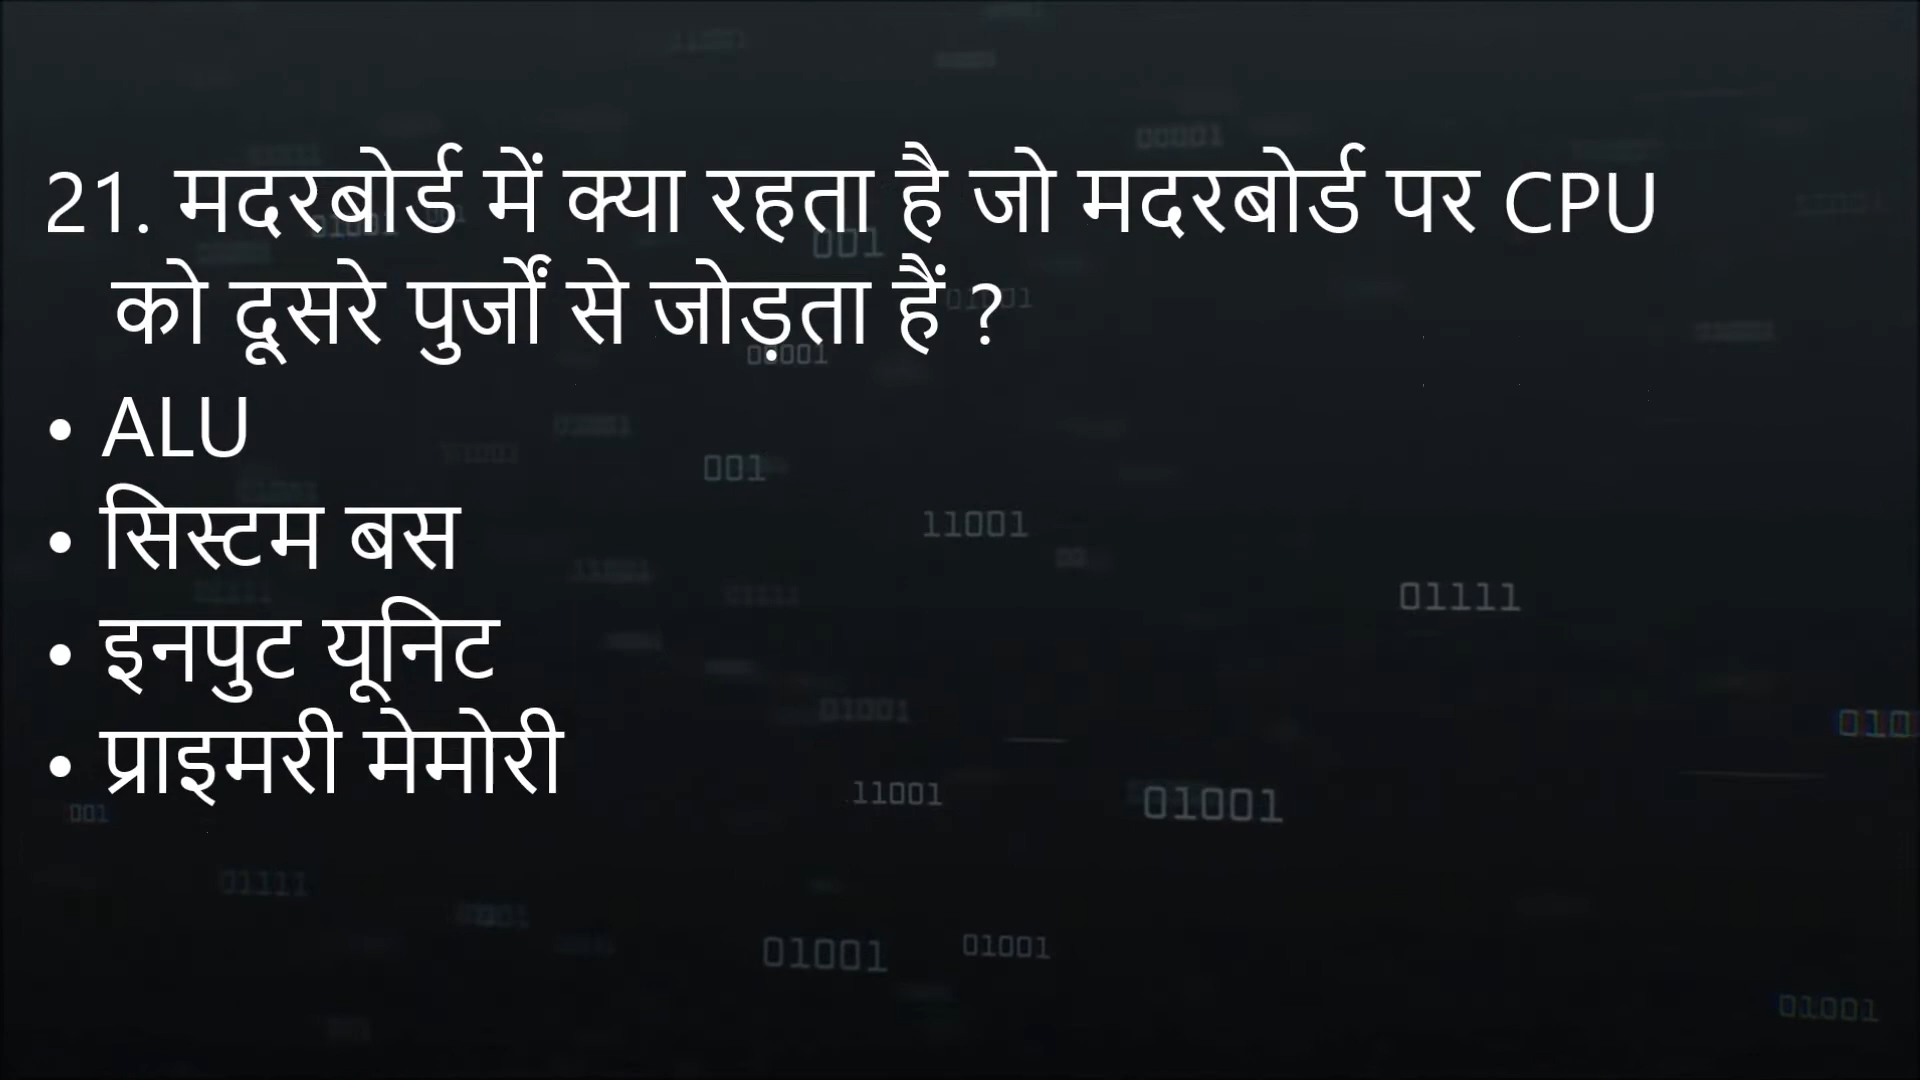 21. मदरबोर्ड में क्या रहता है जो मदरबोर्ड पर CPU
को दूसरे पुर्जों से जोड़ता हैं ?
• ALU
• सिस्टम बस
• इनपुट यूनिट
• प्राइमरी मेमोरी